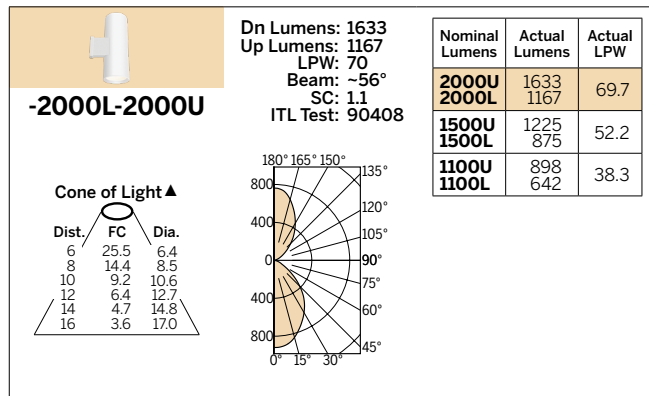 -2000L-2000U
Dn Lumens: 1633
Up Lumens: 1167
LPW: 70
Beam: ~56°
SC: 1.1
ITL Test: 90408
Nominal Lumens Actual Lumens Actual LPW
2000U 1633
2000L 1167
69.7
1500U 1225
1500L 875
52.2
1100U 898
1100L 642
38.3
Cone of Light▲
Dist. FC Dia.
6 25.5 6.4
8 14.4 8.5
10 9.2 10.6
12 6.4 12.7
14 4.7 14.8
16 3.6 17.0
180° 165° 150°
135°
800
120°
400
105°
0 90°
75°
400
60°
800
45°
0° 15° 30°